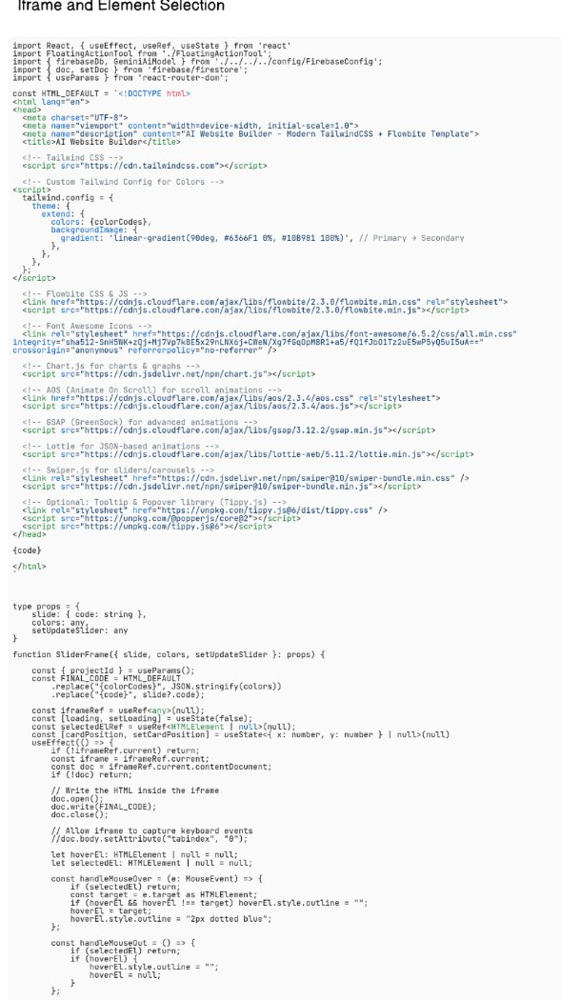 Iframe and Element Selection
import React, { useEffect, useRef, useState } from 'react'
import FloatingActionTool from './FloatingActionTool';
import { firebaseDb, GeminiAiModel } from './../../../config/FirebaseConfig';
import { doc, setDoc } from 'firebase/firestore';
import { useParams } from 'react-router-dom';
const HTML_DEFAULT = `<!DOCTYPE html>
<html lang="en">
<head>
<meta charset="UTF-8">
<meta name="viewport" content="width=device-width, initial-scale=1.0">
<meta name="description" content="AI Website Builder - Modern TailwindCSS + Flowbite Template">
<title>AI Website Builder</title>
<!-- Tailwind CSS -->
<script src="https://cdn.tailwindcss.com"></script>
<!-- Custom Tailwind Config for Colors -->
<script>
tailwind.config = {
theme: {
extend: {
colors: {colorCodes},
backgroundImage: {
gradient: 'linear-gradient(90deg, #6366F1 0%, #10B981 100%)', // Primary → Secondary
},
},
},
};
</script>
<!-- Flowbite CSS & JS -->
<link href="https://cdnjs.cloudflare.com/ajax/libs/flowbite/2.3.0/flowbite.min.css" rel="stylesheet">
<script src="https://cdnjs.cloudflare.com/ajax/libs/flowbite/2.3.0/flowbite.min.js"></script>
<!-- Font Awesome Icons -->
<link rel="stylesheet" href="https://cdnjs.cloudflare.com/ajax/libs/font-awesome/6.5.2/css/all.min.css"
crossorigin="anonymous" referrerpolicy="no-referrer" />
<!-- Chart.js for charts & graphs -->
<script src="https://cdn.jsdelivr.net/npm/chart.js"></script>
<!-- AOS (Animate On Scroll) for scroll animations -->
<link href="https://cdnjs.cloudflare.com/ajax/libs/aos/2.3.4/aos.css" rel="stylesheet">
<script src="https://cdnjs.cloudflare.com/ajax/libs/aos/2.3.4/aos.js"></script>
<!-- GSAP (GreenSock) for advanced animations -->
<script src="https://cdnjs.cloudflare.com/ajax/libs/gsap/3.12.2/gsap.min.js"></script>
<!-- Lottie for JSON-based animations -->
<script src="https://cdnjs.cloudflare.com/ajax/libs/lottie-web/5.11.2/lottie.min.js"></script>
<!-- Swiper.js for sliders/carousels -->
<link rel="stylesheet" href="https://cdn.jsdelivr.net/npm/swiper@10/swiper-bundle.min.css" />
<script src="https://cdn.jsdelivr.net/npm/swiper@10/swiper-bundle.min.js"></script>
<!-- Optional: Tooltip & Popover library (Tippy.js) -->
<link rel="stylesheet" href="https://unpkg.com/tippy.js@6/dist/tippy.css" />
<script src="https://unpkg.com/@popperjs/core@2"></script>
<script src="https://unpkg.com/tippy.js@6"></script>
</head>
{code}
</html>
`
type props = {
slide: { code: string },
colors: any,
setUpdateSlider: any
}
function SliderFrame({ slide, colors, setUpdateSlider }: props) {
const { projectId } = useParams();
const FINAL_CODE = HTML_DEFAULT
.replace("{colorCodes}", JSON.stringify(colors))
.replace("{code}", slide?.code);
const iframeRef = useRef<any>(null);
const [loading, setLoading] = useState(false);
const selectedElRef = useRef<HTMLElement | null>(null);
const [cardPosition, setCardPosition] = useState<{ x: number, y: number } | null>(null)
useEffect(() => {
if (!iframeRef.current) return;
const iframe = iframeRef.current;
const doc = iframeRef.current.contentDocument;
if (!doc) return;
// Write the HTML inside the iframe
doc.open();
doc.write(FINAL_CODE);
doc.close();
// Allow iframe to capture keyboard events
//doc.body.setAttribute("tabindex", "0");
let hoverEl: HTMLElement | null = null;
let selectedEl: HTMLElement | null = null;
const handleMouseOver = (e: MouseEvent) => {
if (selectedEl) return;
const target = e.target as HTMLElement;
if (hoverEl && hoverEl !== target) hoverEl.style.outline = "";
hoverEl = target;
hoverEl.style.outline = "2px dotted blue";
};
const handleMouseOut = () => {
if (selectedEl) return;
if (hoverEl) {
hoverEl.style.outline = "";
hoverEl = null;
}
};